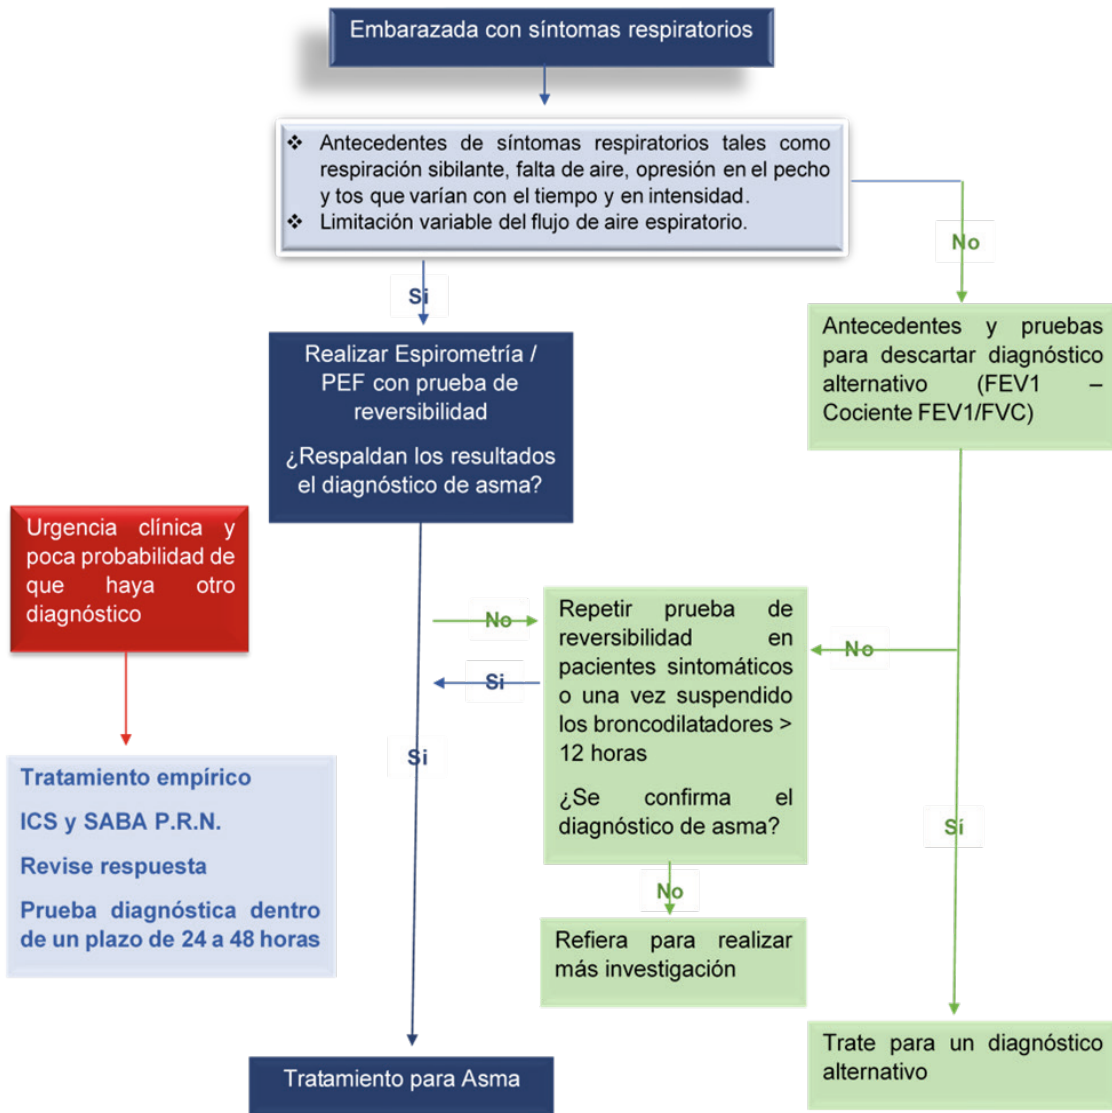 Embarazada con síntomas respiratorios
❖ Antecedentes de síntomas respiratorios tales como
respiración sibilante, falta de aire, opresión en el pecho
y tos que varían con el tiempo y en intensidad.
❖ Limitación variable del flujo de aire espiratorio.
No
Si
Realizar Espirometría /
PEF con prueba de
reversibilidad
¿Respaldan los resultados
el diagnóstico de asma?
Antecedentes y pruebas
para descartar diagnóstico
alternativo (FEV1 –
Cociente FEV1/FVC)
Urgencia clínica y
poca probabilidad de
que haya otro
diagnóstico
No
Si
Repetir prueba de
reversibilidad en
pacientes sintomáticos
o una vez suspendido
los broncodilatadores >
12 horas
¿Se confirma el
diagnóstico de asma?
No
Si
Sí
Tratamiento empírico
ICS y SABA P.R.N.
Revise respuesta
Prueba diagnóstica dentro
de un plazo de 24 a 48 horas
No
Refiera para realizar
más investigación
Tratamiento para Asma
Trate para un diagnóstico
alternativo